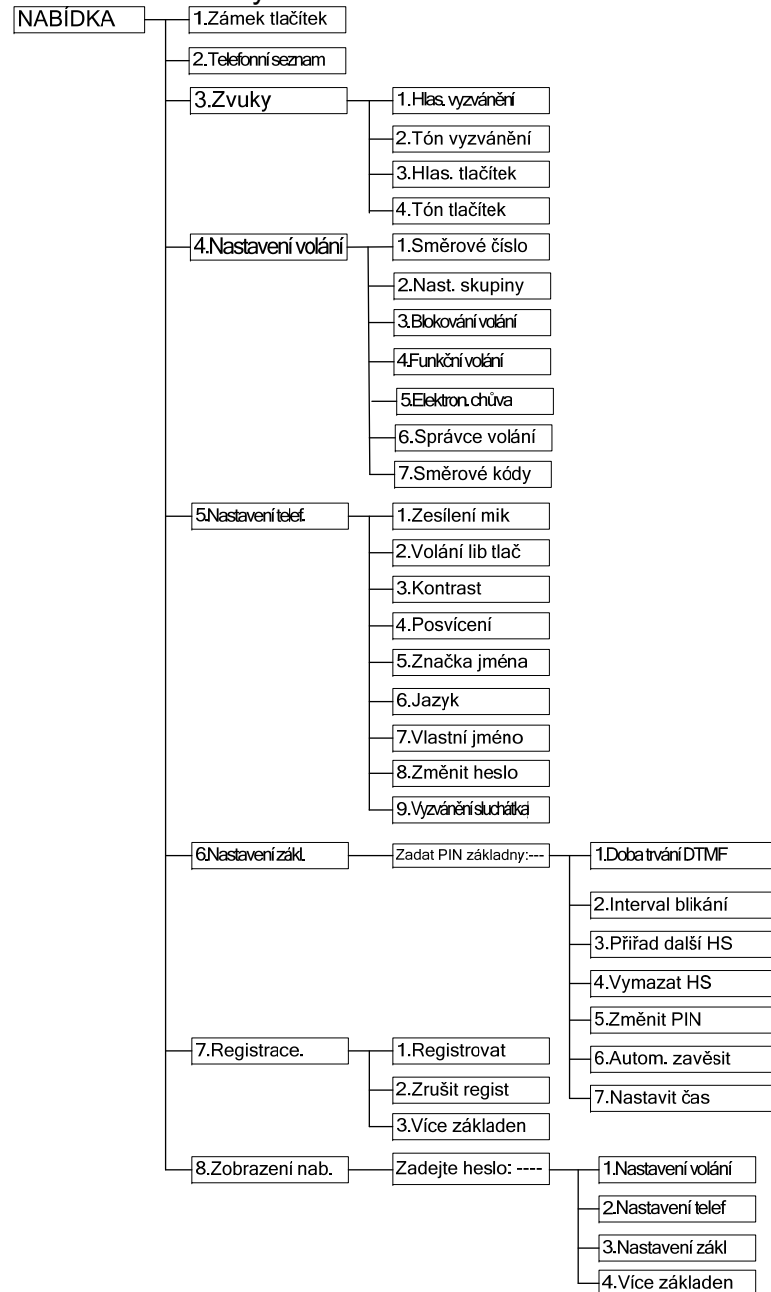 NABÍDKA
1.Zámek tlačítek
2.Telefonní seznam
3.Zvuky
1.Hlas. vyzvánění
2.Tón vyzvánění
3.Hlas. tlačítek
4.Tón tlačítek
4.Nastavení volání
1.Směrové číslo
2.Nast. skupiny
3.Blokování volání
4.Funkční volání
5.Elektron. chůva
6.Správce volání
7.Směrové kódy
5.Nastavení telef.
1.Zesílení mik
2.Volání lib tlač
3.Kontrast
4.Posvícení
5.Značka jména
6.Jazyk
7.Vlastní jméno
8.Změnit heslo
9.Vyzvánění sluchátka
6.Nastavení zákl.
Zadat PIN základny:---
1.Doba trvání DTMF
2.Interval blikání
3.Přiřad další HS
4.Vymazat HS
5.Změnit PIN
6.Autom. zavěsit
7.Nastavit čas
7.Registrace.
1.Registrovat
2.Zrušit regist
3.Více základen
8.Zobrazení nab.
Zadejte heslo: ----
1.Nastavení volání
2.Nastavení telef
3.Nastavení zákl
4.Více základen